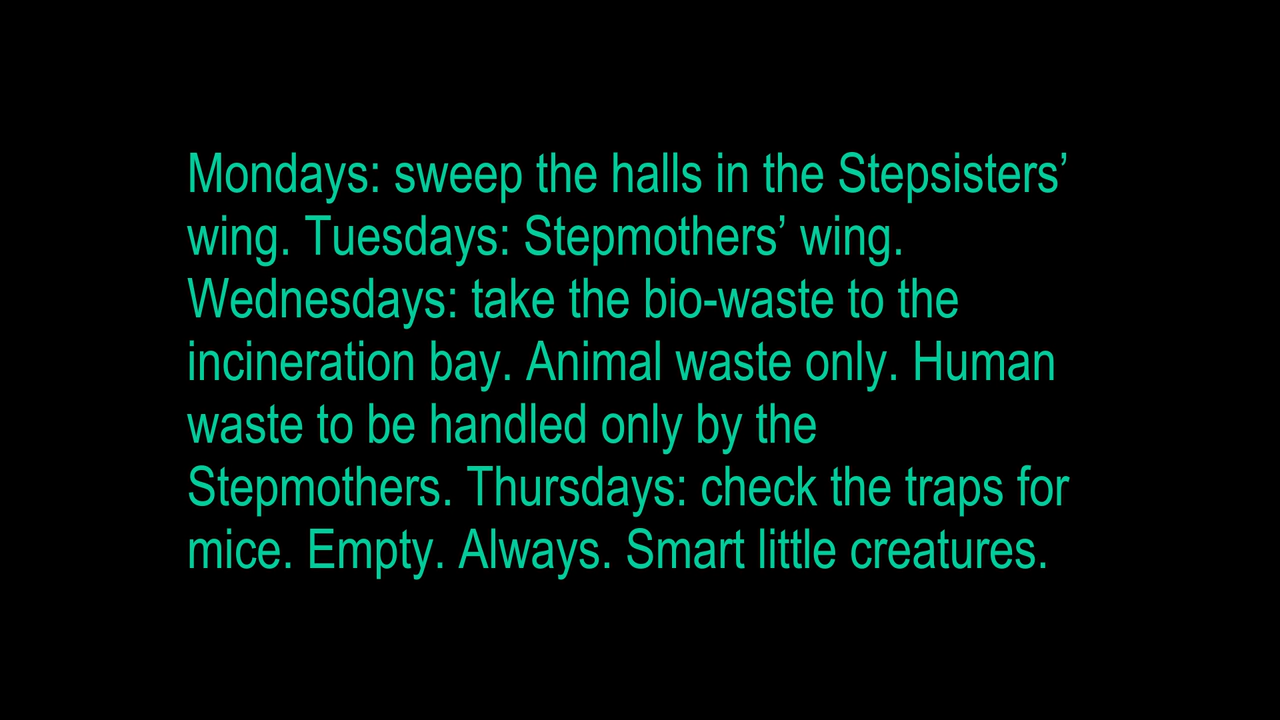 Mondays: sweep the halls in the Stepsisters’
wing. Tuesdays: Stepmothers’ wing.
Wednesdays: take the bio-waste to the
incineration bay. Animal waste only. Human
waste to be handled only by the
Stepmothers. Thursdays: check the traps for
mice. Empty. Always. Smart little creatures.